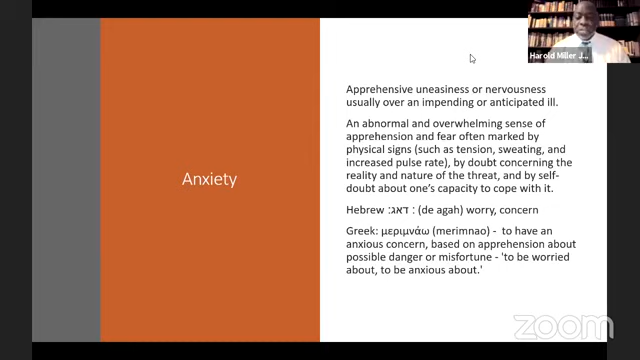 Harold Miller J...
Anxiety
Apprehensive uneasiness or nervousness
usually over an impending or anticipated ill.
An abnormal and overwhelming sense of
apprehension and fear often marked by
physical signs (such as tension, sweating, and
increased pulse rate), by doubt concerning the
reality and nature of the threat, and by self-
doubt about one's capacity to cope with it.
Hebrew :דאג : (de agah) worry, concern
Greek: μεριμνάω (merimnao) - to have an
anxious concern, based on apprehension about
possible danger or misfortune - 'to be worried
about, to be anxious about.'
zoom